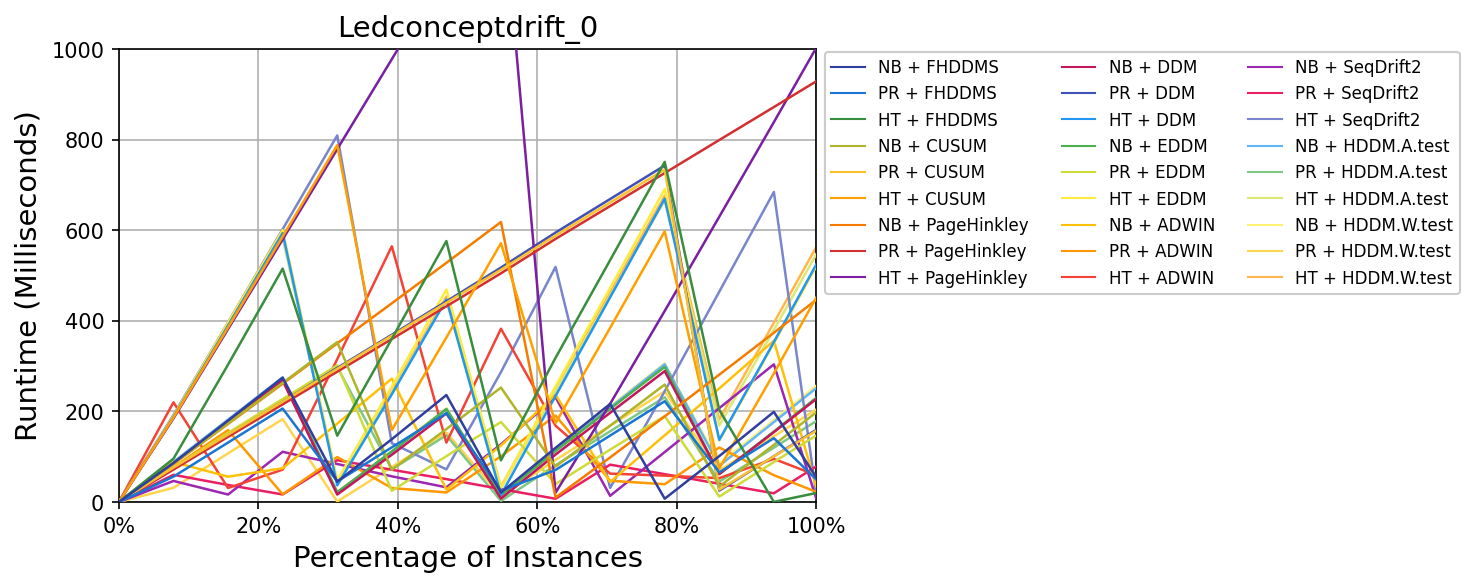 Ledconceptdrift_0
Runtime (Milliseconds)
1000
800
600
400
200
0
0%
20%
40%
60%
80%
100%
Percentage of Instances
NB + FHDDMS
PR + FHDDMS
HT + FHDDMS
NB + CUSUM
PR + CUSUM
HT + CUSUM
NB + PageHinkley
PR + PageHinkley
HT + PageHinkley
NB + DDM
PR + DDM
HT + DDM
NB + EDDM
PR + EDDM
HT + EDDM
NB + ADWIN
PR + ADWIN
HT + ADWIN
NB + SeqDrift2
PR + SeqDrift2
HT + SeqDrift2
NB + HDDM.A.test
PR + HDDM.A.test
HT + HDDM.A.test
NB + HDDM.W.test
PR + HDDM.W.test
HT + HDDM.W.test